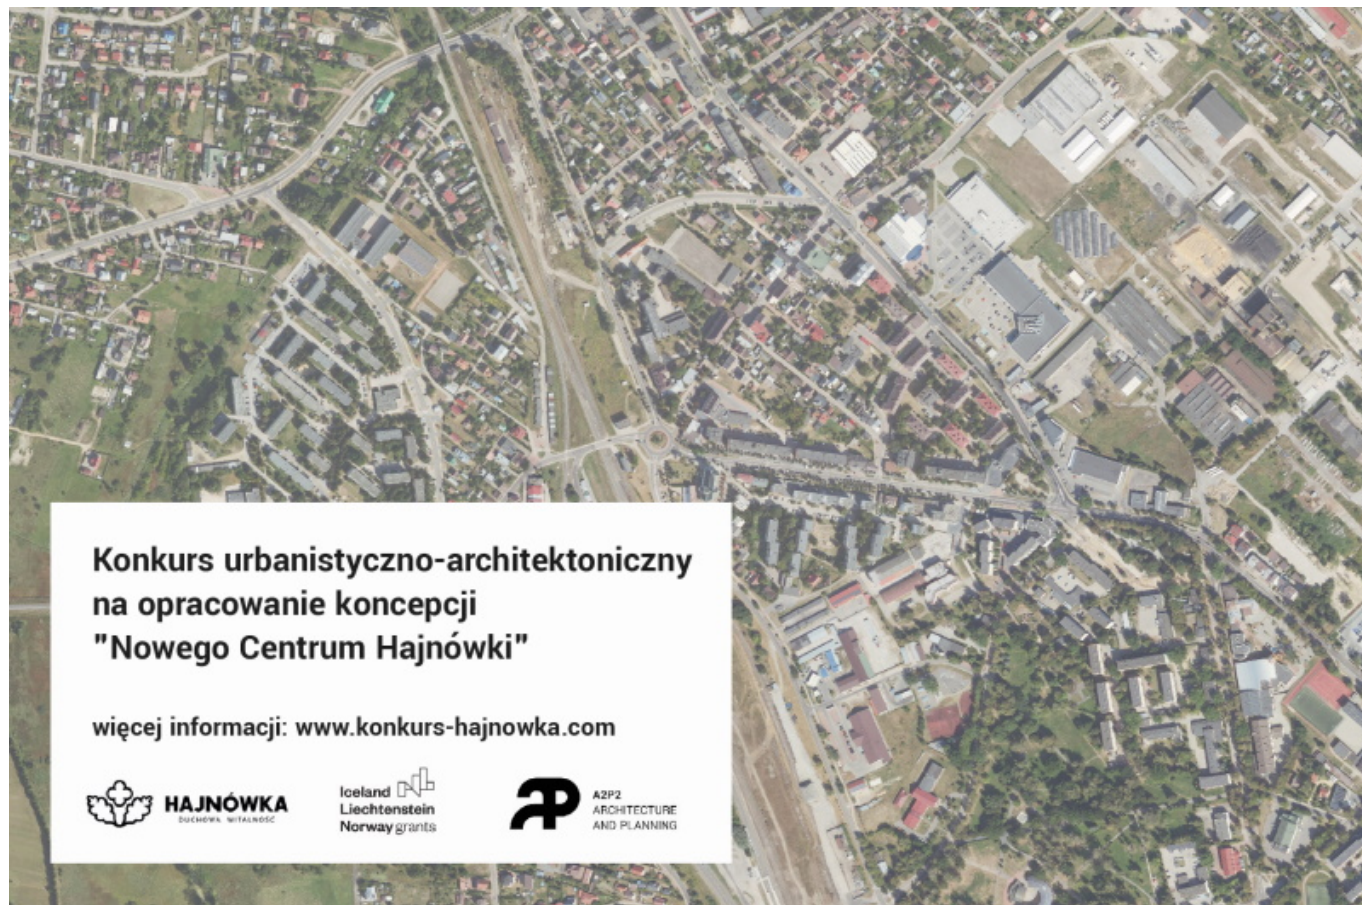 Konkurs urbanistyczno-architektoniczny
na opracowanie koncepcji
"Nowego Centrum Hajnówki"
więcej informacji: www.konkurs-hajnowka.com
HAJNÓWKA
DUCHOWA WITALNOŚĆ
Iceland
Liechtenstein
Norway grants
A2P2
ARCHITECTURE
AND PLANNING